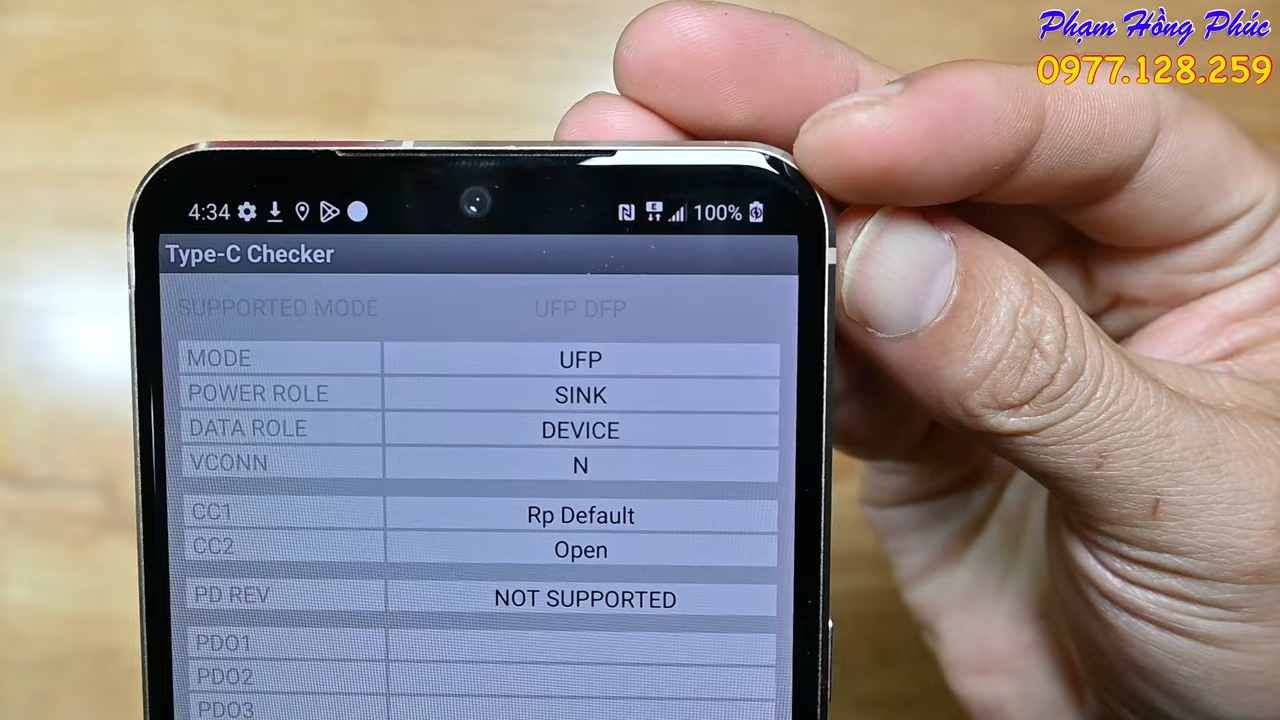 Phạm Hồng Phúc
0977.128.259
4:34 E 100%
Type-C Checker
SUPPORTED MODE UFP DFP
MODE UFP
POWER ROLE SINK
DATA ROLE DEVICE
VCONN N
CC1 Rp Default
CC2 Open
PD REV NOT SUPPORTED
PDO1
PDO2
PDO3